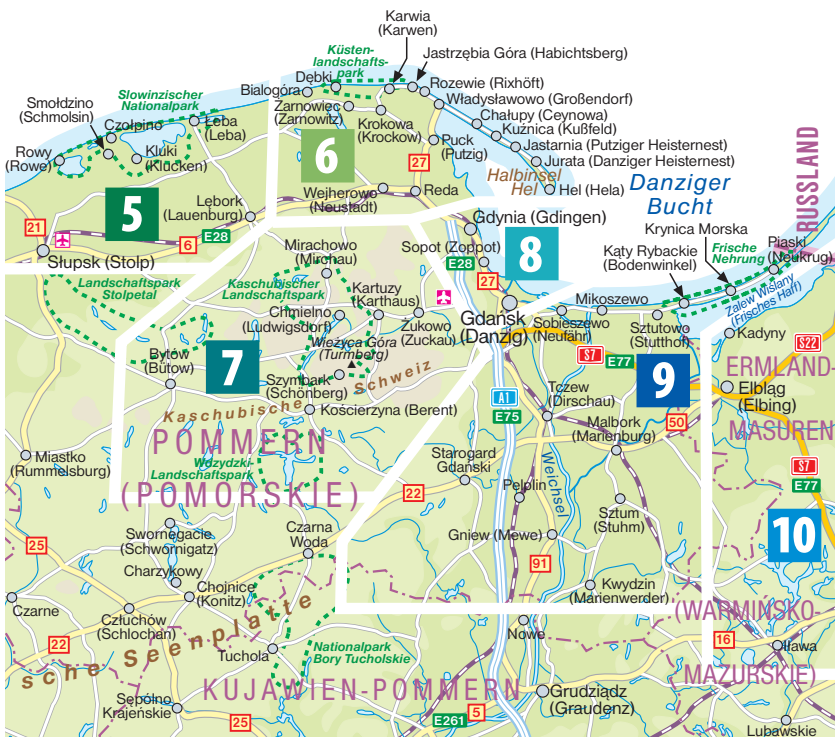 Karwia
(Karwen)
Küsten-
landschafts-
park
Jastrzębia Góra (Habichtsberg)
Dębki
Rozewie (Rixhöft)
Slowinzischer
Nationalpark
Bialogóra
Władysławowo (Großendorf)
Smołdzino
(Schmolsin)
Żarnowiec
(Zarnowitz)
Chałupy (Ceynowa)
Czołpino
Łeba
(Leba)
Krokowa
(Krockow)
Kuźnica (Kußfeld)
Puck
(Putzig)
Jastarnia (Putziger Heisternest)
Rowy
(Rowe)
Kluki
(Klucken)
6
27
Jurata (Danziger Heisternest)
Halbinsel
Hel
Hel (Hela)
Danziger
Bucht
RUSSLAND
Wejherowo
(Neustadt)
Reda
5
Lębork
(Lauenburg)
Gdynia (Gdingen)
Krynica Morska
21
6
E28
Mirachowo
(Mirchau)
Sopot (Zoppot)
8
Kąty Rybackie
(Bodenwinkel)
Frische
Nehrung
Piaski
(Neukrug)
Słupsk (Stolp)
E28
27
Landschaftspark
Stolpetal
Kaschubischer
Landschaftspark
Kartuzy
(Karthaus)
Zalew Wiślany
(Frisches Haff)
Chmielno
(Ludwigsdorf)
Żukowo
(Zuckau)
Gdańsk
(Danzig)
Mikoszewo
Sobieszewo
(Neufähr)
Sztutowo
(Stutthof)
Kadyny
Wieżyca Góra
(Turmberg)
S7
E77
S22
Bytów
(Bütow)
7
Szymbark
(Schönberg)
Kaschubische
Schweiz
9
ERMLAND-
Elbląg
(Elbing)
A1
E75
Tczew
(Dirschau)
Kościerzyna (Berent)
Malbork
(Marienburg)
50
MASUREN
POMMERN
(POMORSKIE)
Miastko
(Rummelsburg)
Wdzydzki-
Landschaftspark
Starogard
Gdański
Weichsel
S7
E77
22
Pelplin
Sztum
(Stuhm)
10
Swornegacie
(Schwornigatz)
Czarna
Woda
Gniew (Mewe)
25
Charzykowy
91
Chojnice
(Konitz)
Kwydzin
(Marienwerder)
Czarne
Człuchów
(Schlochen)
(WARMIŃSKO-
22
sche Seenplatte
Nowe
16
Iława
Tuchola
Nationalpark
Bory Tucholskie
MAZURSKIE)
KUJAWIEN-POMMERN
Sępólno
Krajeńskie
Grudziądz
(Graudenz)
25
E261
5
Lubawskie